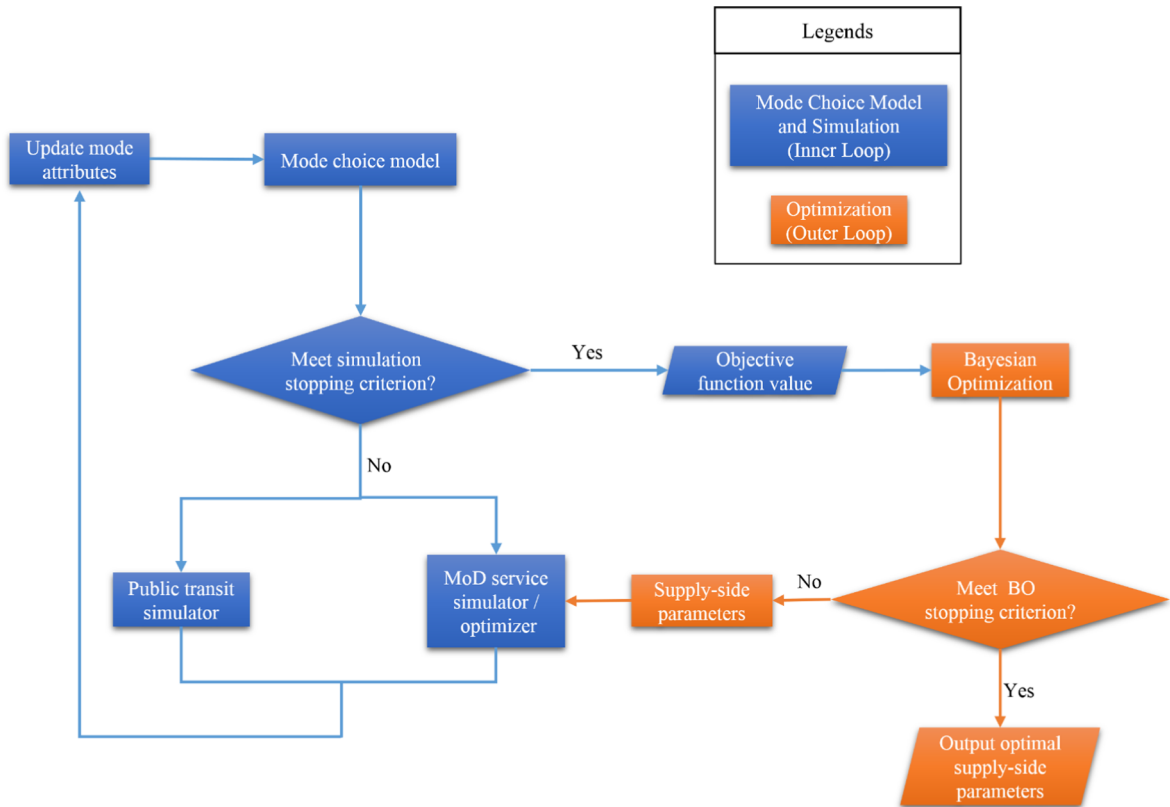 Legends
Mode Choice Model
and Simulation
(Inner Loop)
Optimization
(Outer Loop)
Update mode
attributes
Mode choice model
Meet simulation
stopping criterion?
Yes
Objective
function value
Bayesian
Optimization
No
Public transit
simulator
MoD service
simulator /
optimizer
Supply-side
parameters
No
Meet BO
stopping criterion?
Yes
Output optimal
supply-side
parameters